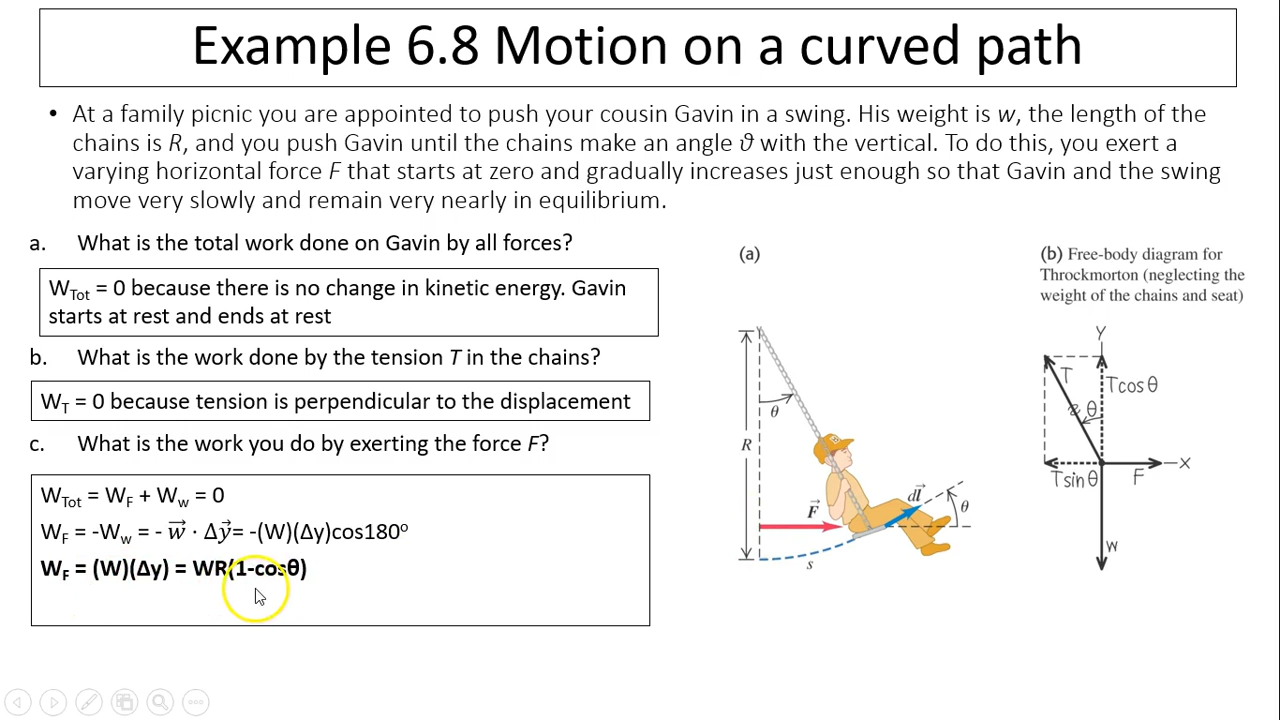 Example 6.8 Motion on a curved path
• At a family picnic you are appointed to push your cousin Gavin in a swing. His weight is w, the length of the
chains is R, and you push Gavin until the chains make an angle ϑ with the vertical. To do this, you exert a
varying horizontal force F that starts at zero and gradually increases just enough so that Gavin and the swing
move very slowly and remain very nearly in equilibrium.
a. What is the total work done on Gavin by all forces?
W_Tot = 0 because there is no change in kinetic energy. Gavin
starts at rest and ends at rest
b. What is the work done by the tension T in the chains?
W_T = 0 because tension is perpendicular to the displacement
c. What is the work you do by exerting the force F?
W_Tot = W_F + W_w = 0
W_F = -W_w = - w⃗ · Δy⃗= -(W)(Δy)cos180°
W_F = (W)(Δy) = WR(1-cosθ)
(a)
θ
R
F⃗
dl⃗
θ
s
(b) Free-body diagram for
Throckmorton (neglecting the
weight of the chains and seat)
Y
T
Tcosθ
θ
X
Tsinθ
F
W